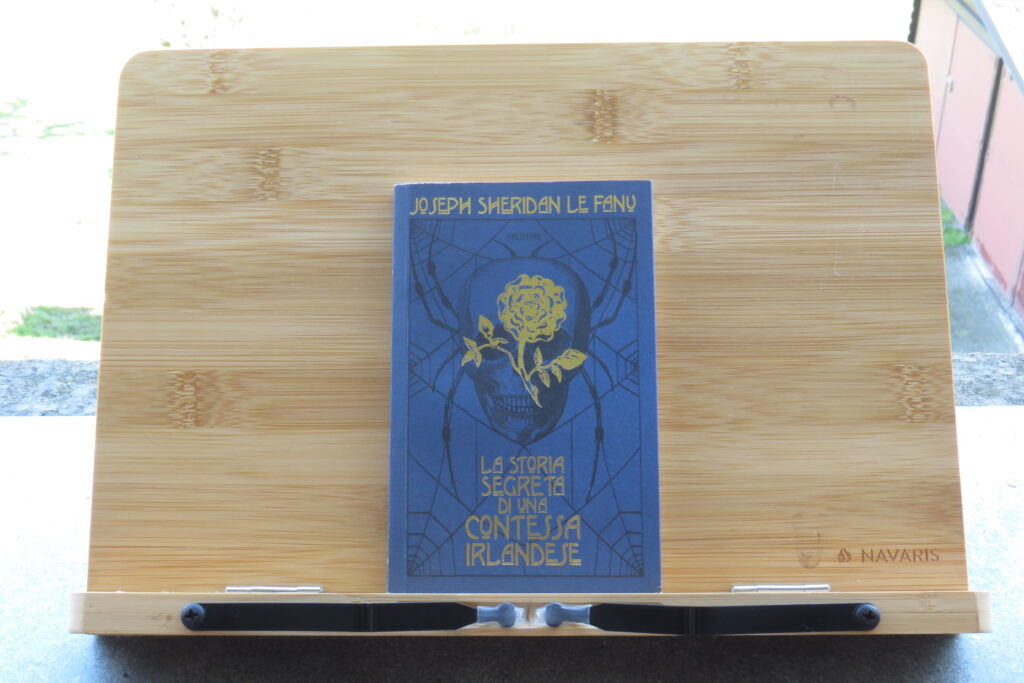 JOSEPH SHERIDAN LE FANU
LA STORIA
SEGRETA
DI UNA
CONTESSA
IRLANDESE
NAVARIS